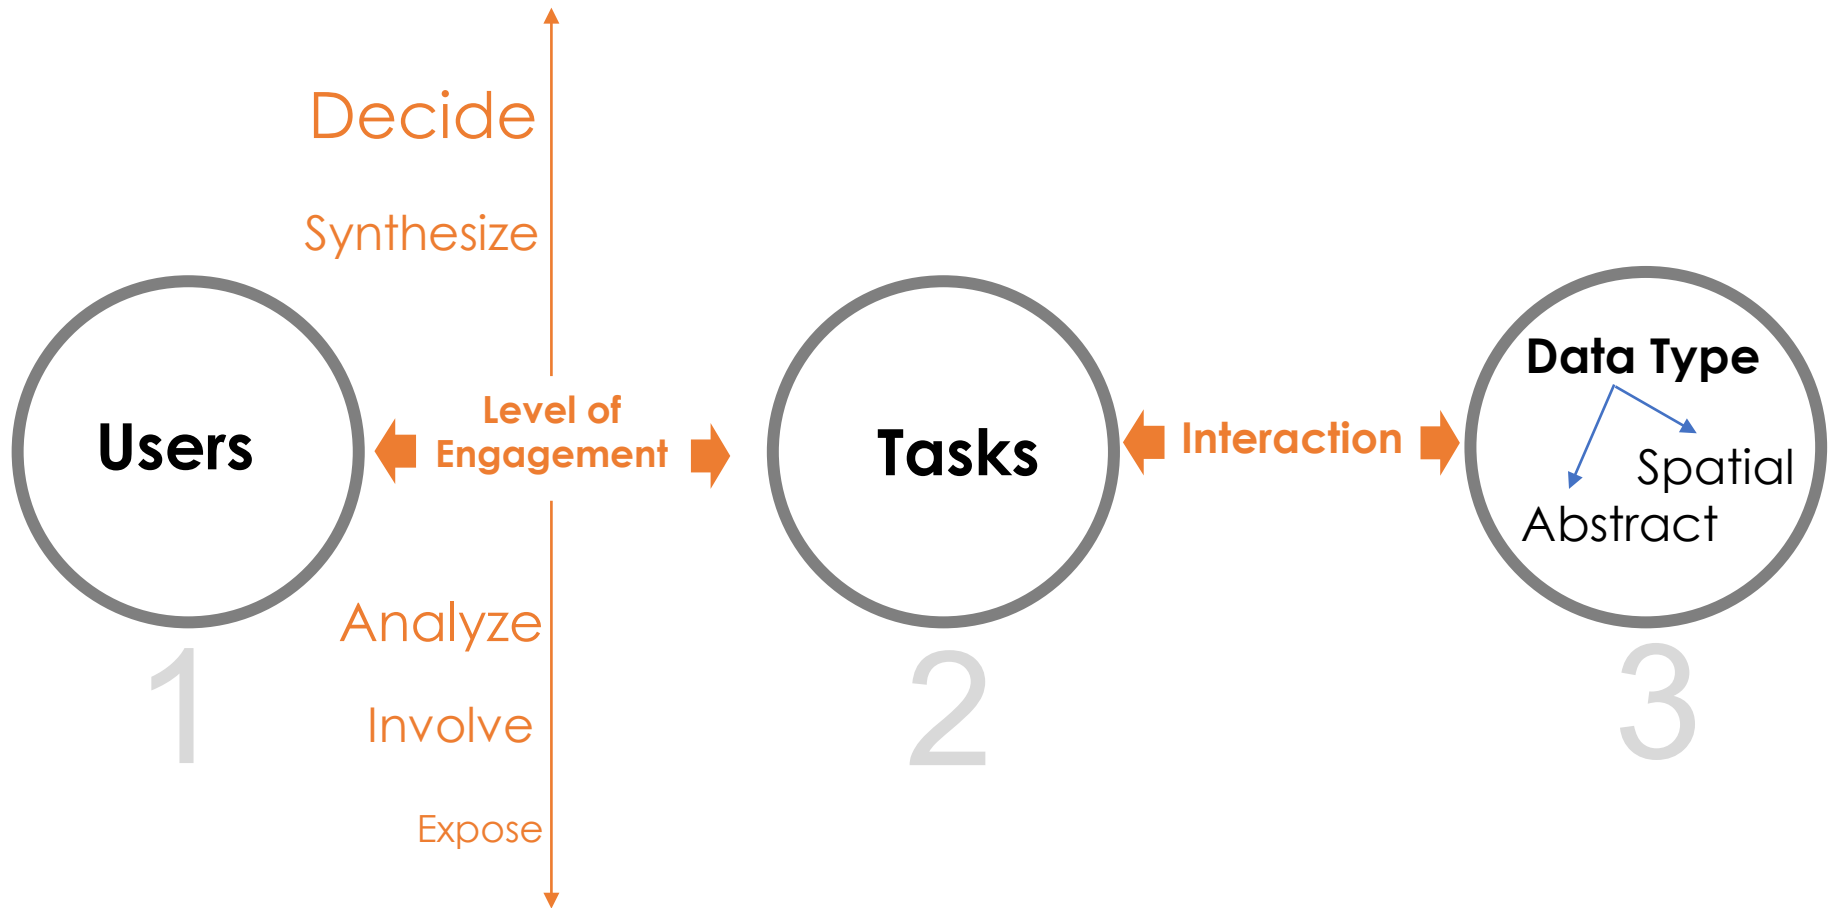 Decide
Synthesize
Users
Level of
Engagement
Analyze
Involve
Expose
1
Tasks
2
Interaction
Data Type
Spatial
Abstract
3